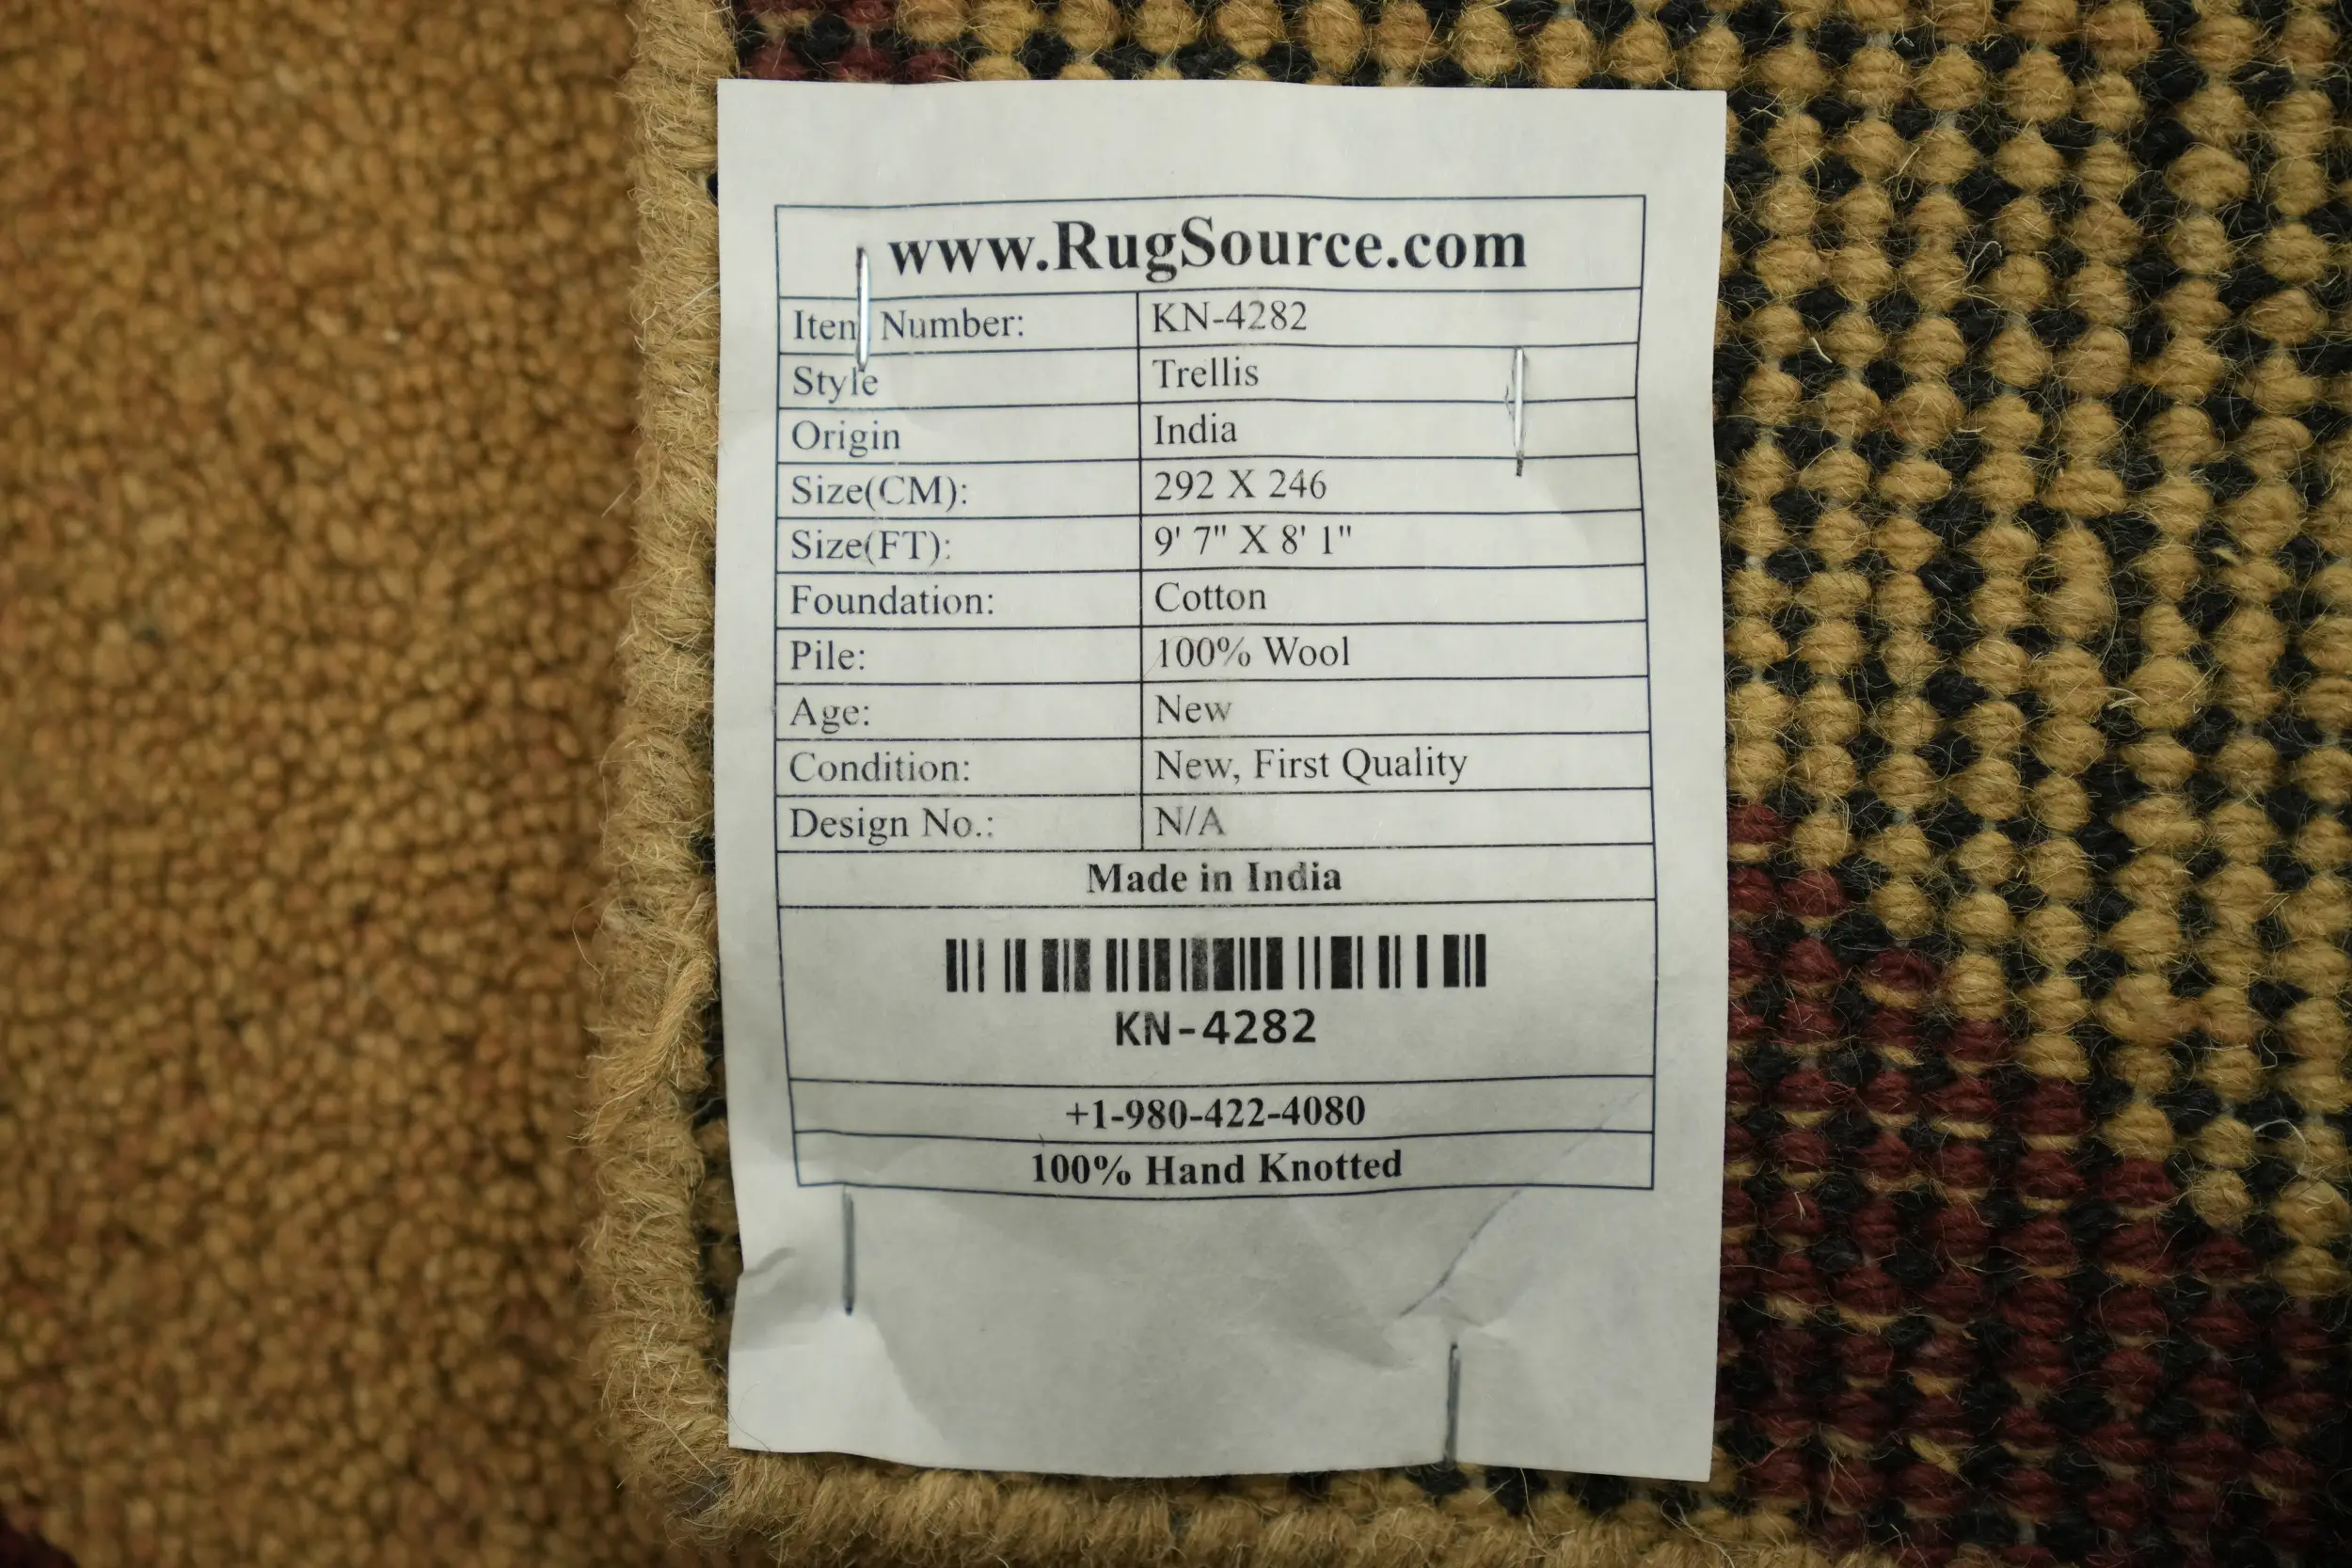 www.RugSource.com
Item Number: KN-4282
Style Trellis
Origin India
Size(CM): 292 X 246
Size(FT): 9' 7" X 8' 1"
Foundation: Cotton
Pile: 100% Wool
Age: New
Condition: New, First Quality
Design No.: N/A
Made in India
KN-4282
+1-980-422-4080
100% Hand Knotted